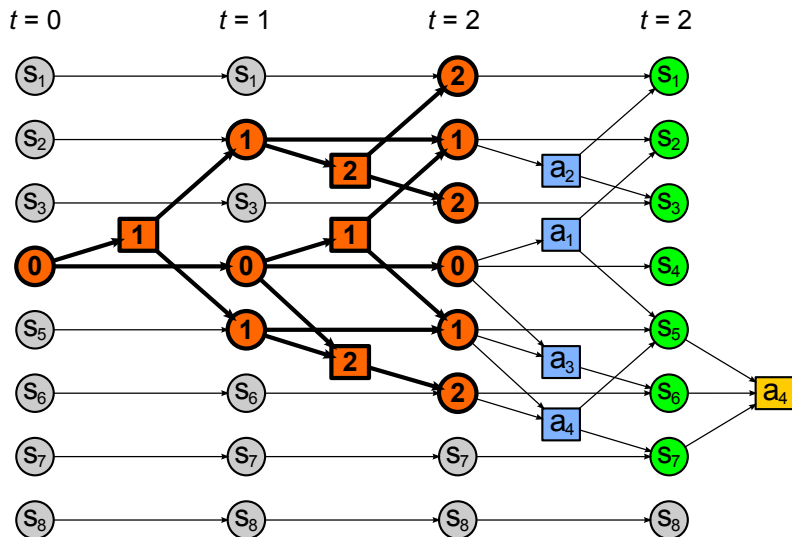 t = 0 t = 1 t = 2 t = 2
s1 s1 2 s1
s2 1 1 s2
2 a2
s3 s3 2 s3
1 1 a1
0 0 0 s4
s5 1 1 s5
2 a3
s6 s6 2 s6 a4
a4
s7 s7 s7 s7
s8 s8 s8 s8